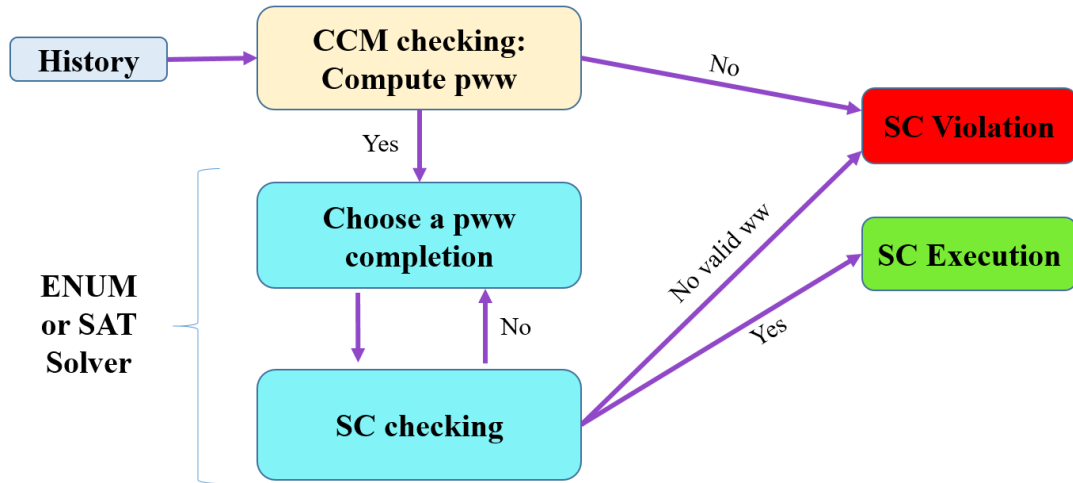 History
CCM checking:
Compute pww
No
SC Violation
Yes
Choose a pww
completion
No valid ww
SC Execution
ENUM
or SAT
Solver
No
Yes
SC checking